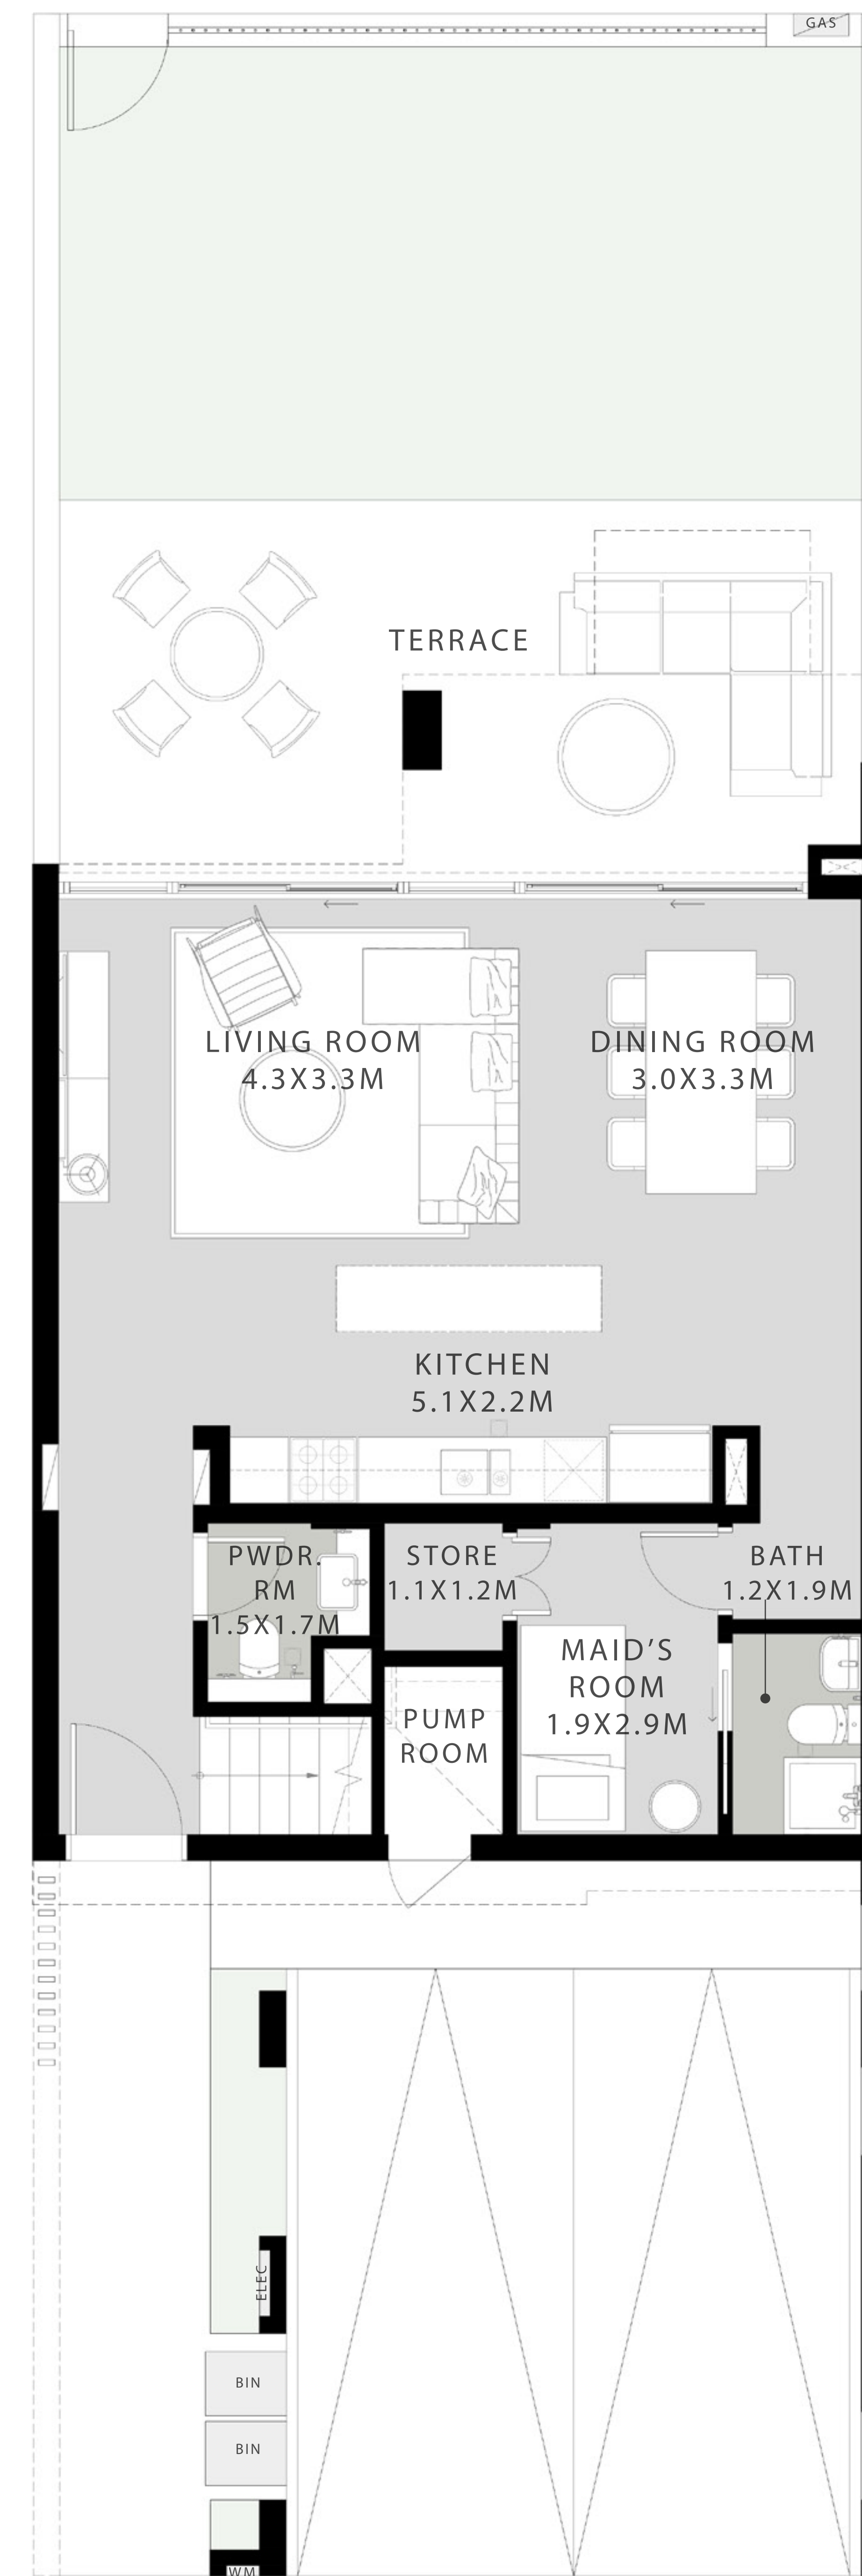 GAS
TERRACE
LIVING ROOM
4.3X3.3M
DINING ROOM
3.0X3.3M
KITCHEN
5.1X2.2M
PWDR.
RM
1.5X1.7M
STORE
1.1X1.2M
BATH
1.2X1.9M
MAID'S
ROOM
1.9X2.9M
PUMP
ROOM
ELEC
BIN
BIN
WM